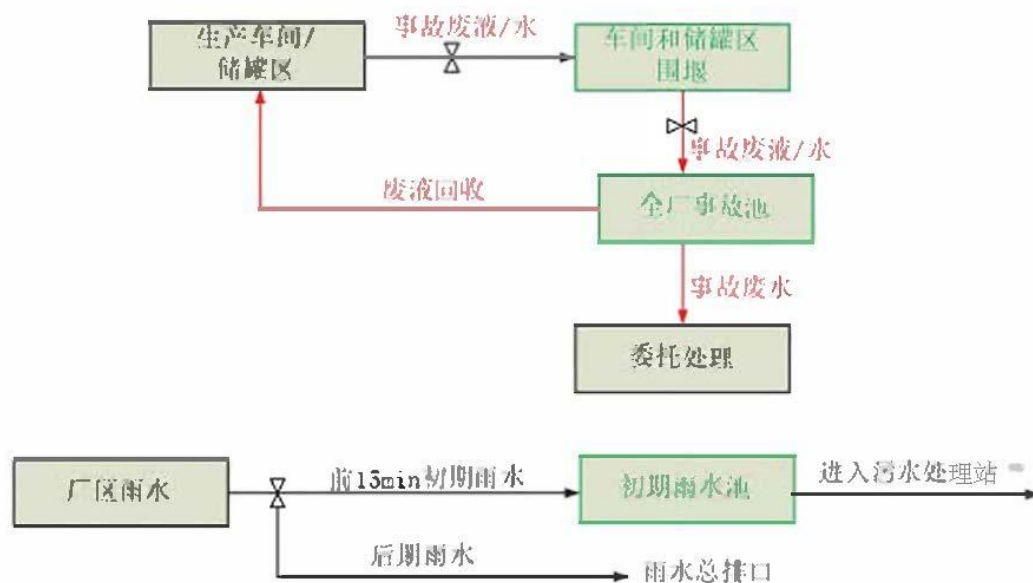 生产车间/
储罐区
事故废液/水
车间和储罐区
围堰
事故废液/水
废液回收
全厂事故池
事故废水
委托处理
厂区雨水
前15min初期雨水
初期雨水池
进入污水处理站
后期雨水
雨水总排口